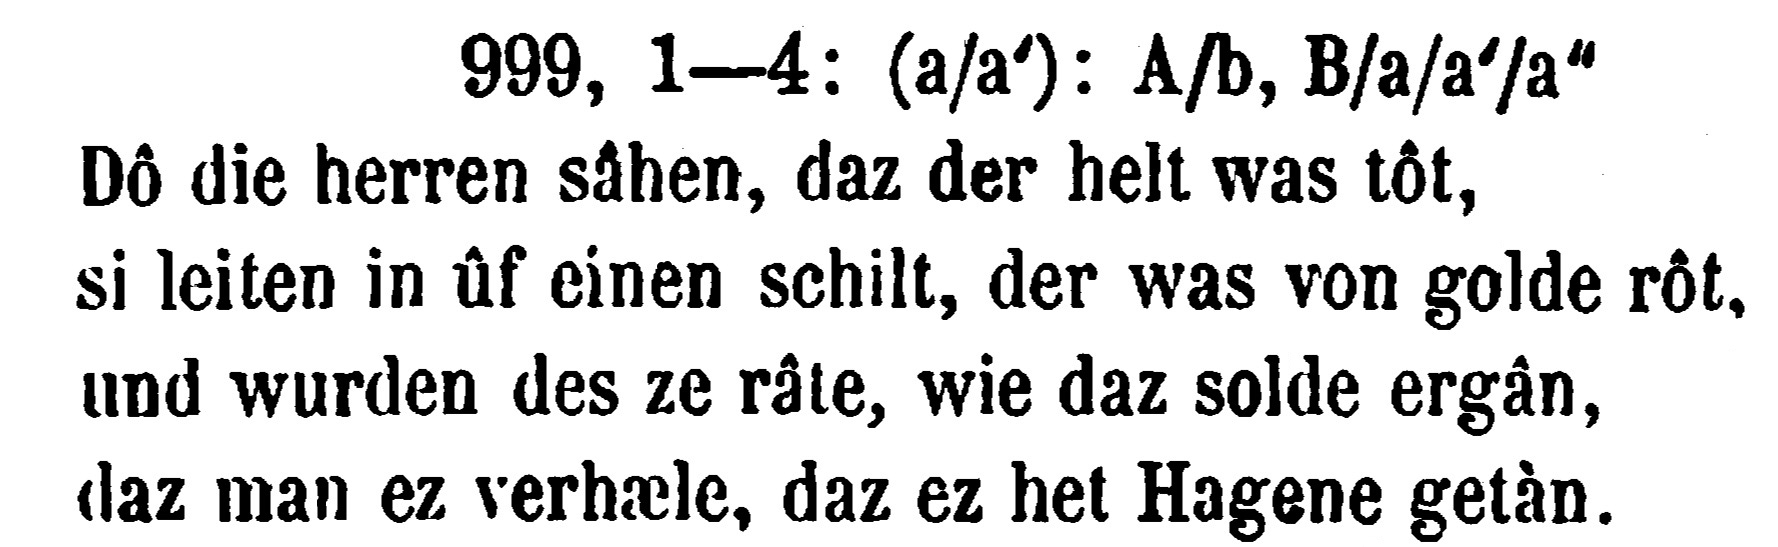 999, 1—4: (a/a′): A/b, B/a/a′/a″
Dô die herren sâhen, daz der helt was tôt,
si leiten in ûf einen schilt, der was von golde rôt,
und wurden des ze râte, wie daz solde ergân,
daz man ez verhæle, daz ez het Hagene getàn.